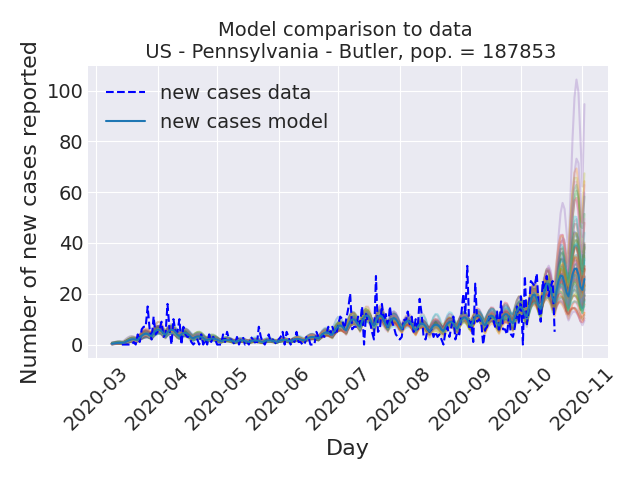 Model comparison to data
US - Pennsylvania - Butler, pop. = 187853
Number of new cases reported
100
80
60
40
20
0
new cases data
new cases model
2020-03
2020-04
2020-05
2020-06
2020-07
2020-08
2020-09
2020-10
2020-11
Day